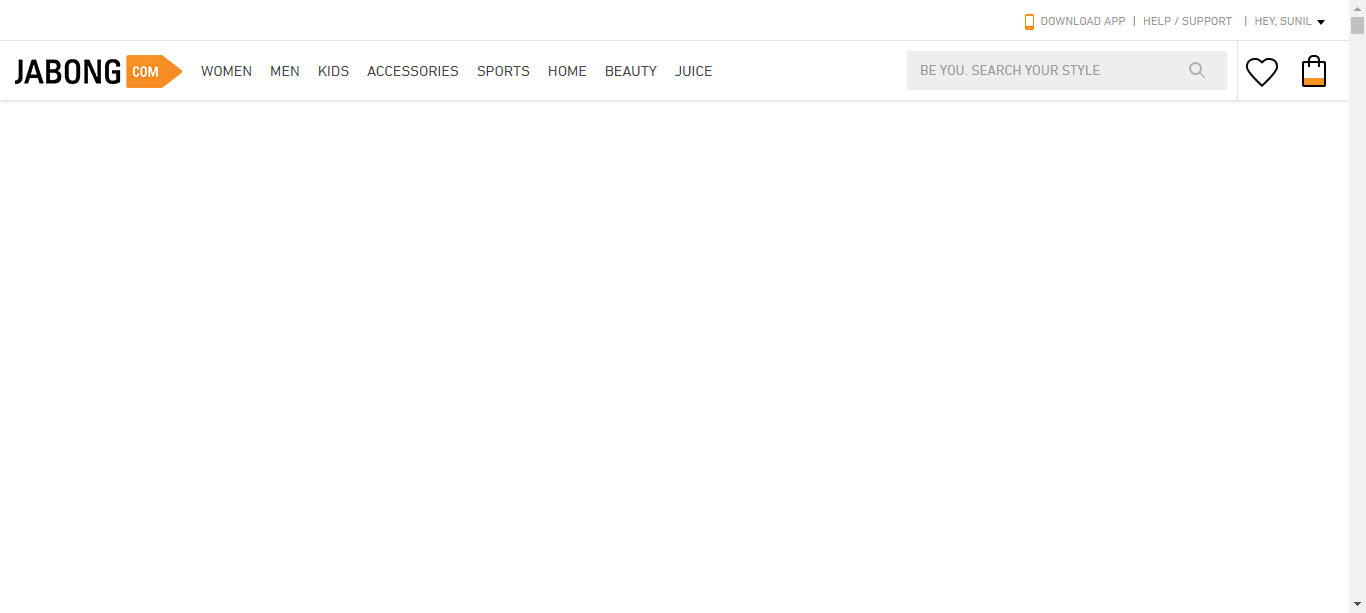 DOWNLOAD APP | HELP / SUPPORT | HEY, SUNIL
JABONG COM WOMEN MEN KIDS ACCESSORIES SPORTS HOME BEAUTY JUICE BE YOU. SEARCH YOUR STYLE